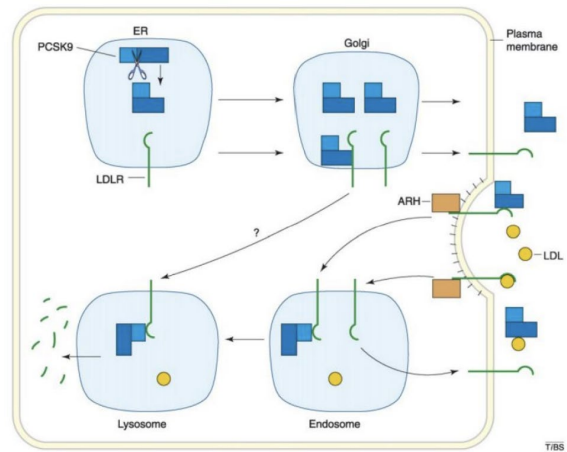 ER
PCSK9
Golgi
Plasma
membrane
LDLR
ARH
?
LDL
Lysosome
Endosome
T/BS